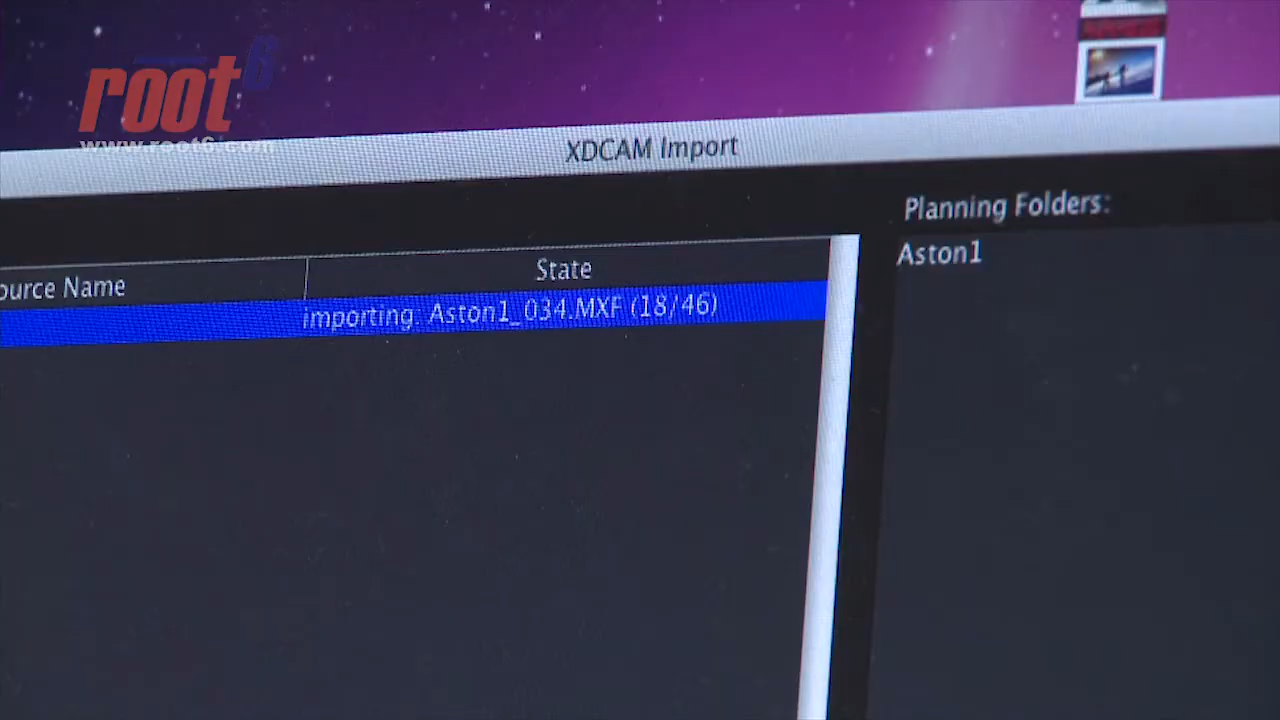 root6
www.root6.com
XDCAM Import
Planning Folders:
Aston1
ource Name
State
importing: Aston1_034.MXF (18/46)